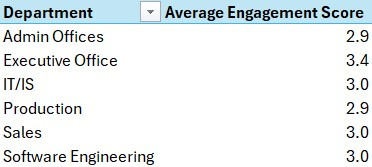 Department Average Engagement Score
Admin Offices 2.9
Executive Office 3.4
IT/IS 3.0
Production 2.9
Sales 3.0
Software Engineering 3.0